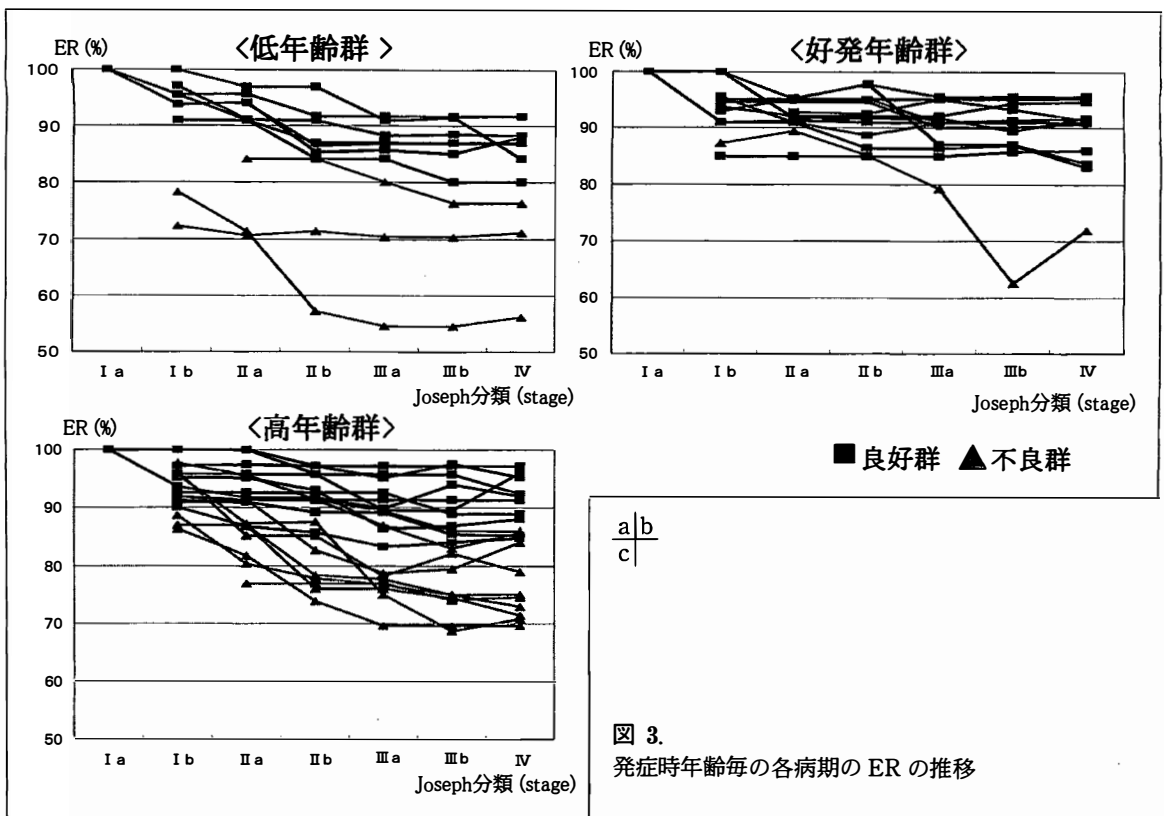 ER (%)
<低年齢群 >
100
90
80
70
60
50
Ⅰa Ⅰb Ⅱa Ⅱb Ⅲa Ⅲb Ⅳ
Joseph分類 (stage)
ER (%)
<好発年齢群>
100
90
80
70
60
50
Ⅰa Ⅰb Ⅱa Ⅱb Ⅲa Ⅲb Ⅳ
Joseph分類 (stage)
ER (%)
<高年齢群>
100
90
80
70
60
50
Ⅰa Ⅰb Ⅱa Ⅱb Ⅲa Ⅲb Ⅳ
Joseph分類 (stage)
■良好群 ▲不良群
a|b
c|
図 3.
発症時年齢毎の各病期の ER の推移